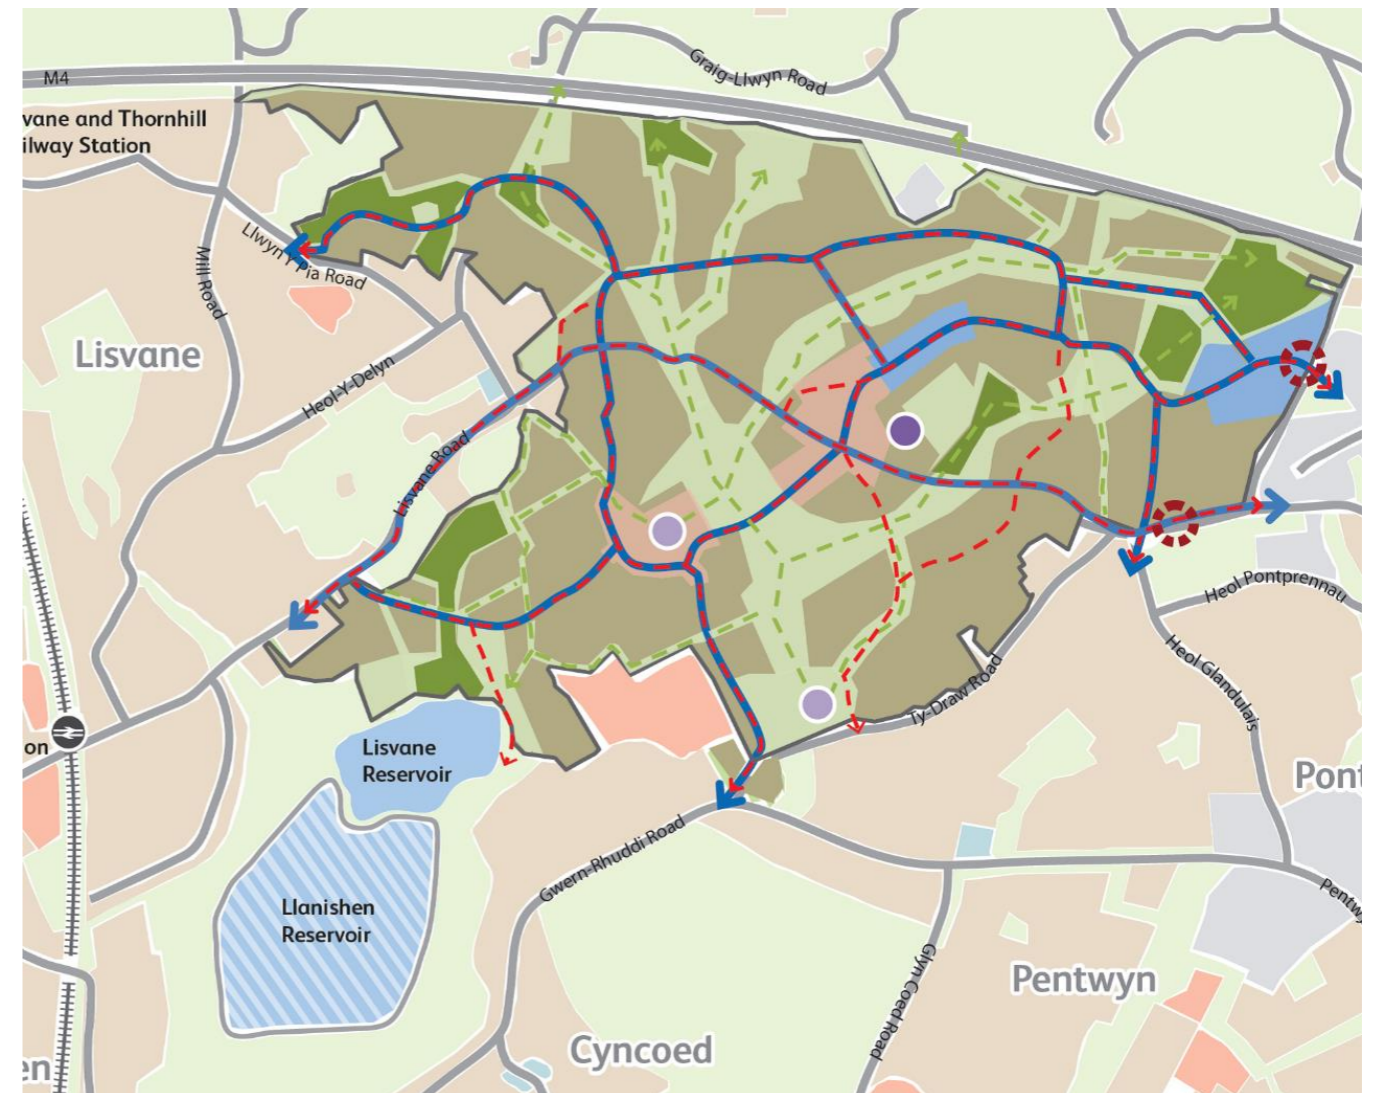 Graig-Llwyn Road
M4
vane and Thornhill
ilway Station
Llwyn Y Pia Road
Mill Road
Lisvane
Heol-Y-Delyn
Lisvane Road
Heol Pontprennau
Heol Glandulais
Ty-Draw Road
on
Lisvane
Reservoir
Pont
Gwern-Rhuddi Road
Llanishen
Reservoir
Pentwy
Glyn Coed Road
Pentwyn
Cyncoed
en